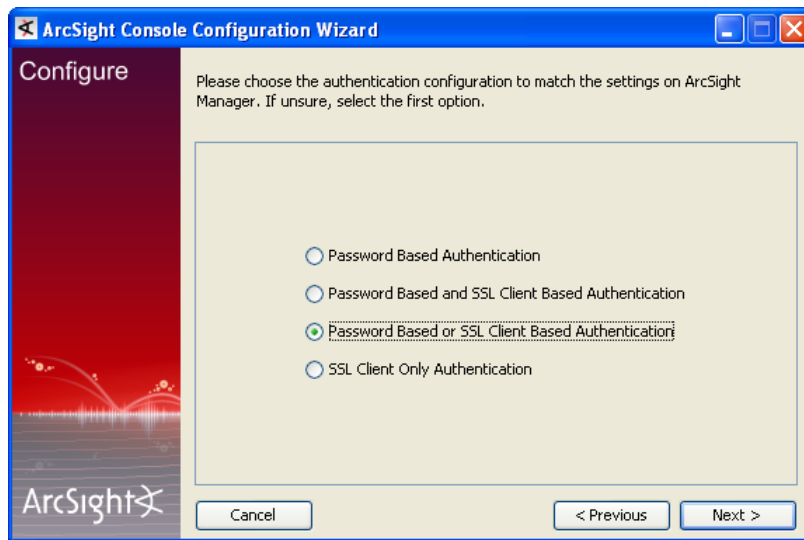 ArcSight Console Configuration Wizard
Configure
Please choose the authentication configuration to match the settings on ArcSight
Manager. If unsure, select the first option.
Password Based Authentication
Password Based and SSL Client Based Authentication
Password Based or SSL Client Based Authentication
SSL Client Only Authentication
ArcSight
Cancel
< Previous
Next >